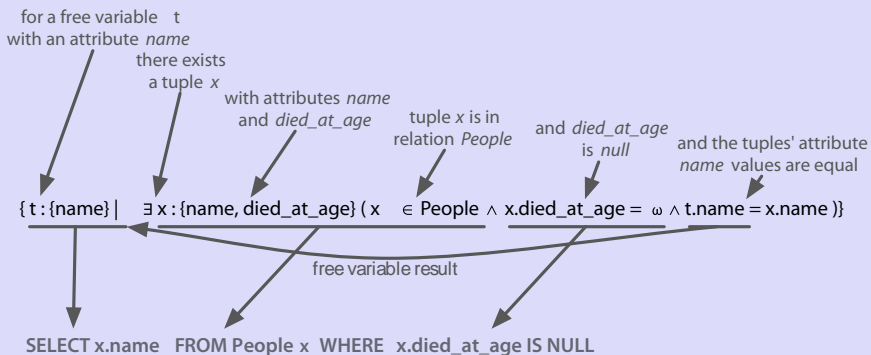 for a free variable t
with an attribute name
there exists
a tuple x
with attributes name
and died_at_age
tuple x is in
relation People
and died_at_age
is null
and the tuples' attribute
name values are equal
{ t : {name} | ∃ x : {name, died_at_age} ( x ∈ People ∧ x.died_at_age = ω ∧ t.name = x.name )}
free variable result
SELECT x.name FROM People x WHERE x.died_at_age IS NULL